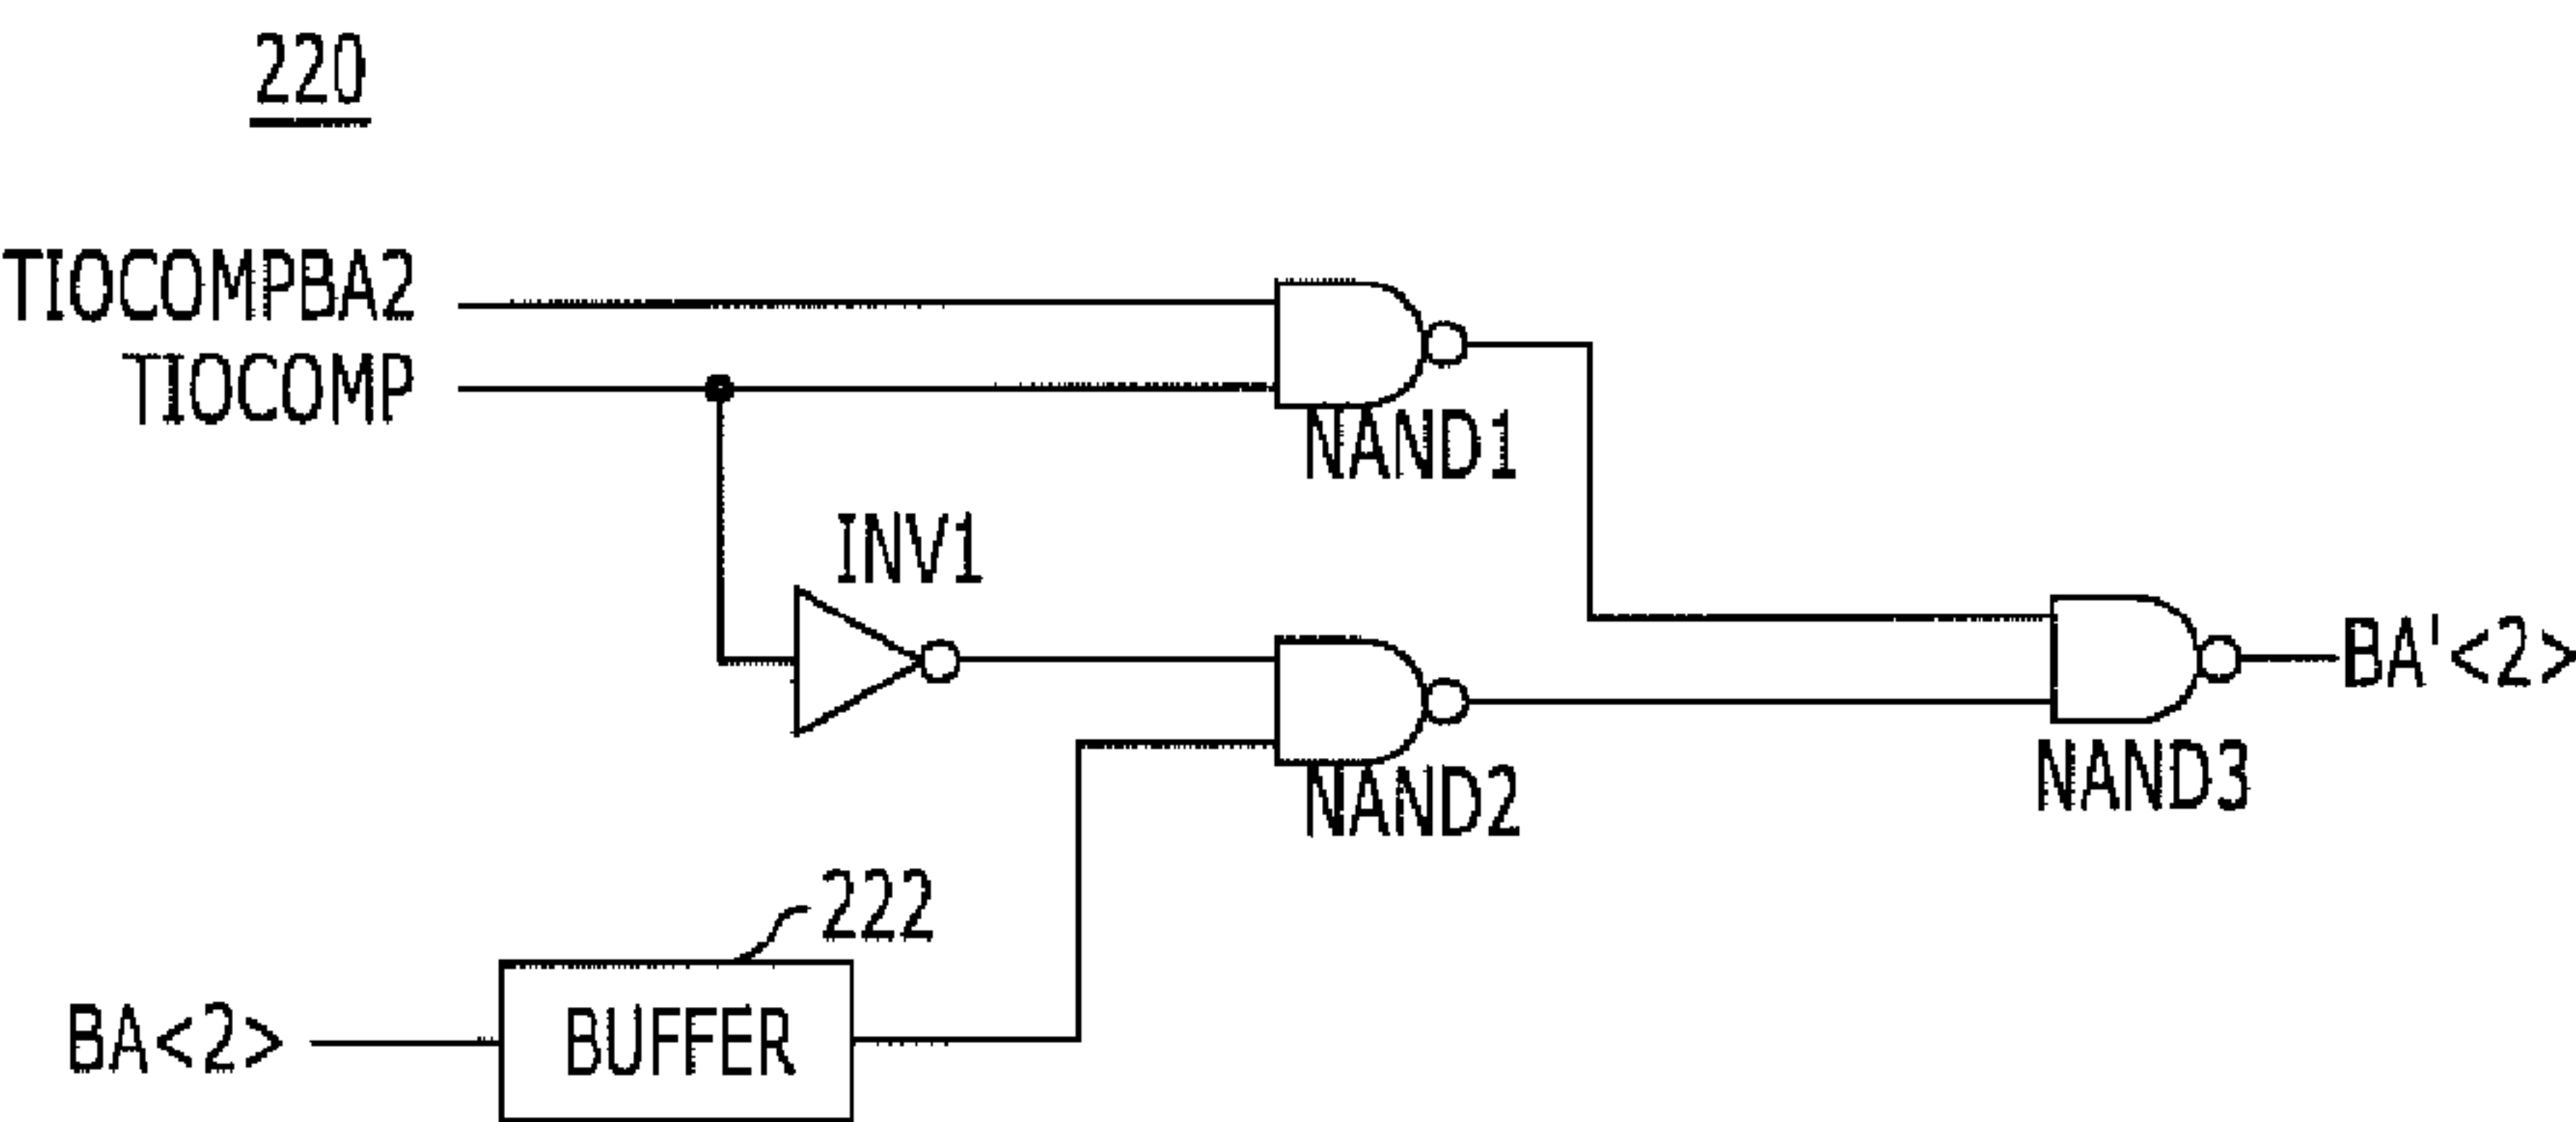 220
TIOCOMPBA2
TIOCOMP
NAND1
INV1
NAND2
BA'<2>
NAND3
222
BA<2>
BUFFER